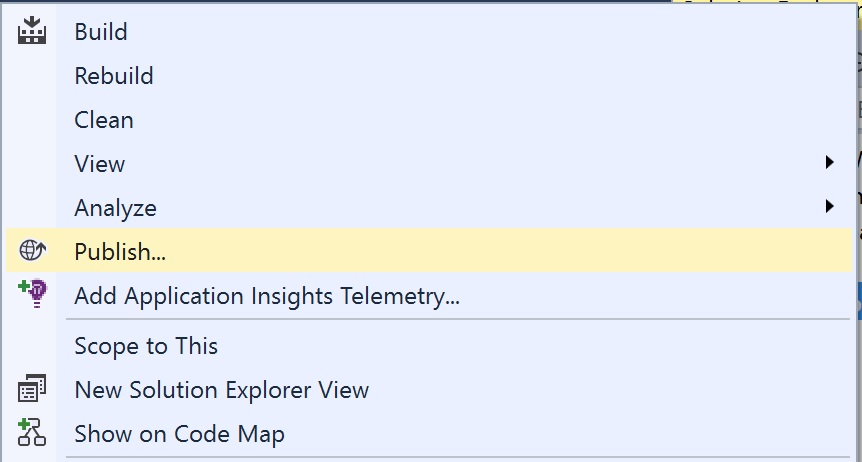 Build
Rebuild
Clean
View
Analyze
Publish...
Add Application Insights Telemetry...
Scope to This
New Solution Explorer View
Show on Code Map